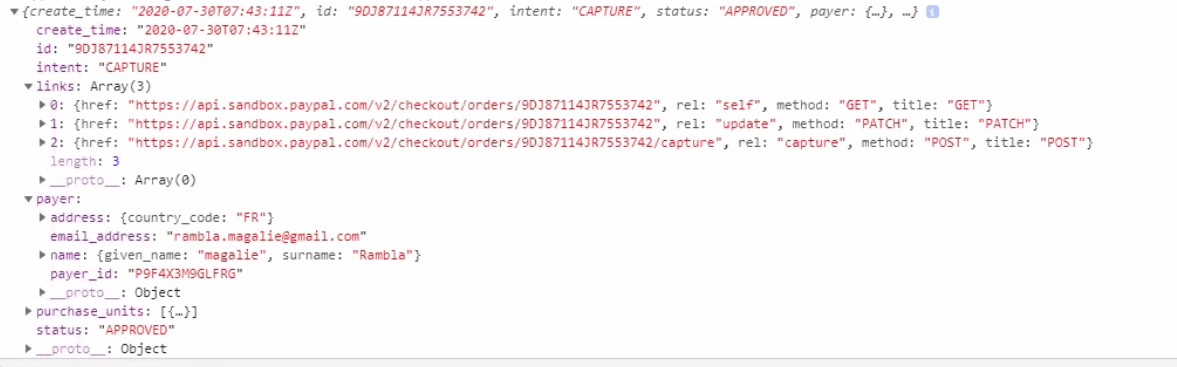 {create_time: "2020-07-30T07:43:11Z", id: "9DJ87114JR7553742", intent: "CAPTURE", status: "APPROVED", payer: {…}, …}
create_time: "2020-07-30T07:43:11Z"
id: "9DJ87114JR7553742"
intent: "CAPTURE"
links: Array(3)
0: {href: "https://api.sandbox.paypal.com/v2/checkout/orders/9DJ87114JR7553742", rel: "self", method: "GET", title: "GET"}
1: {href: "https://api.sandbox.paypal.com/v2/checkout/orders/9DJ87114JR7553742", rel: "update", method: "PATCH", title: "PATCH"}
2: {href: "https://api.sandbox.paypal.com/v2/checkout/orders/9DJ87114JR7553742/capture", rel: "capture", method: "POST", title: "POST"}
length: 3
__proto__: Array(0)
payer:
address: {country_code: "FR"}
email_address: "rambla.magalie@gmail.com"
name: {given_name: "magalie", surname: "Rambla"}
payer_id: "P9F4X3M9GLFRG"
__proto__: Object
purchase_units: [{…}]
status: "APPROVED"
__proto__: Object